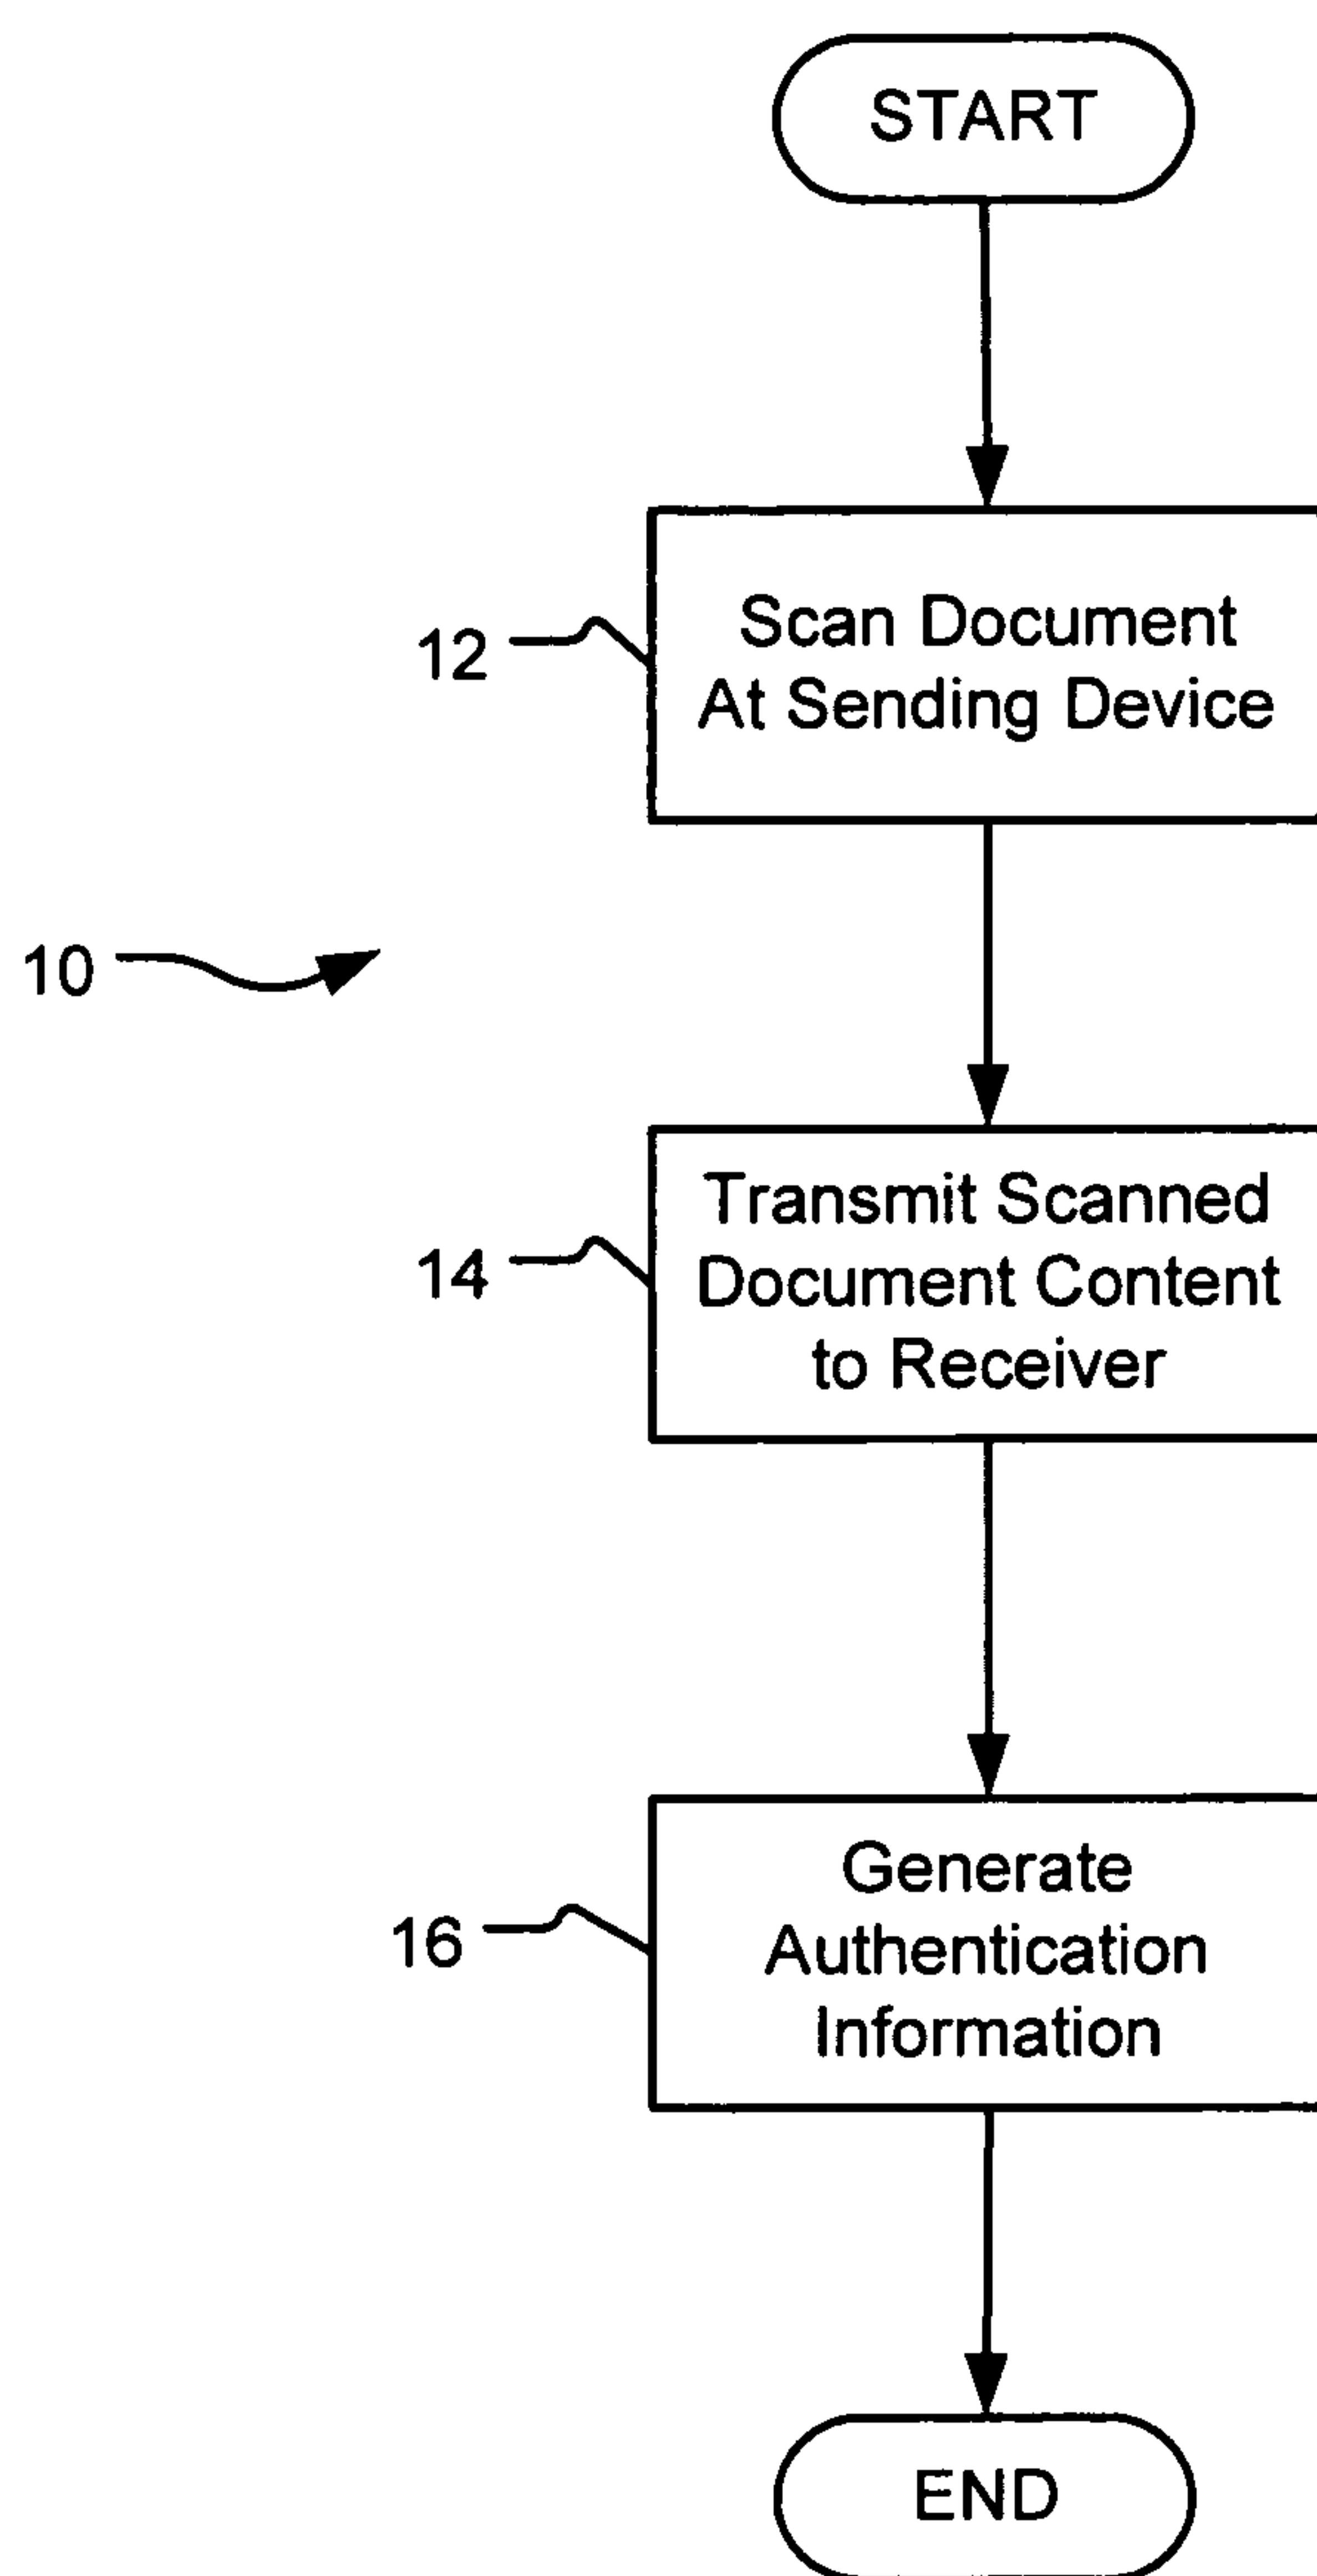 START
12
Scan Document
At Sending Device
10
14
Transmit Scanned
Document Content
to Receiver
16
Generate
Authentication
Information
END